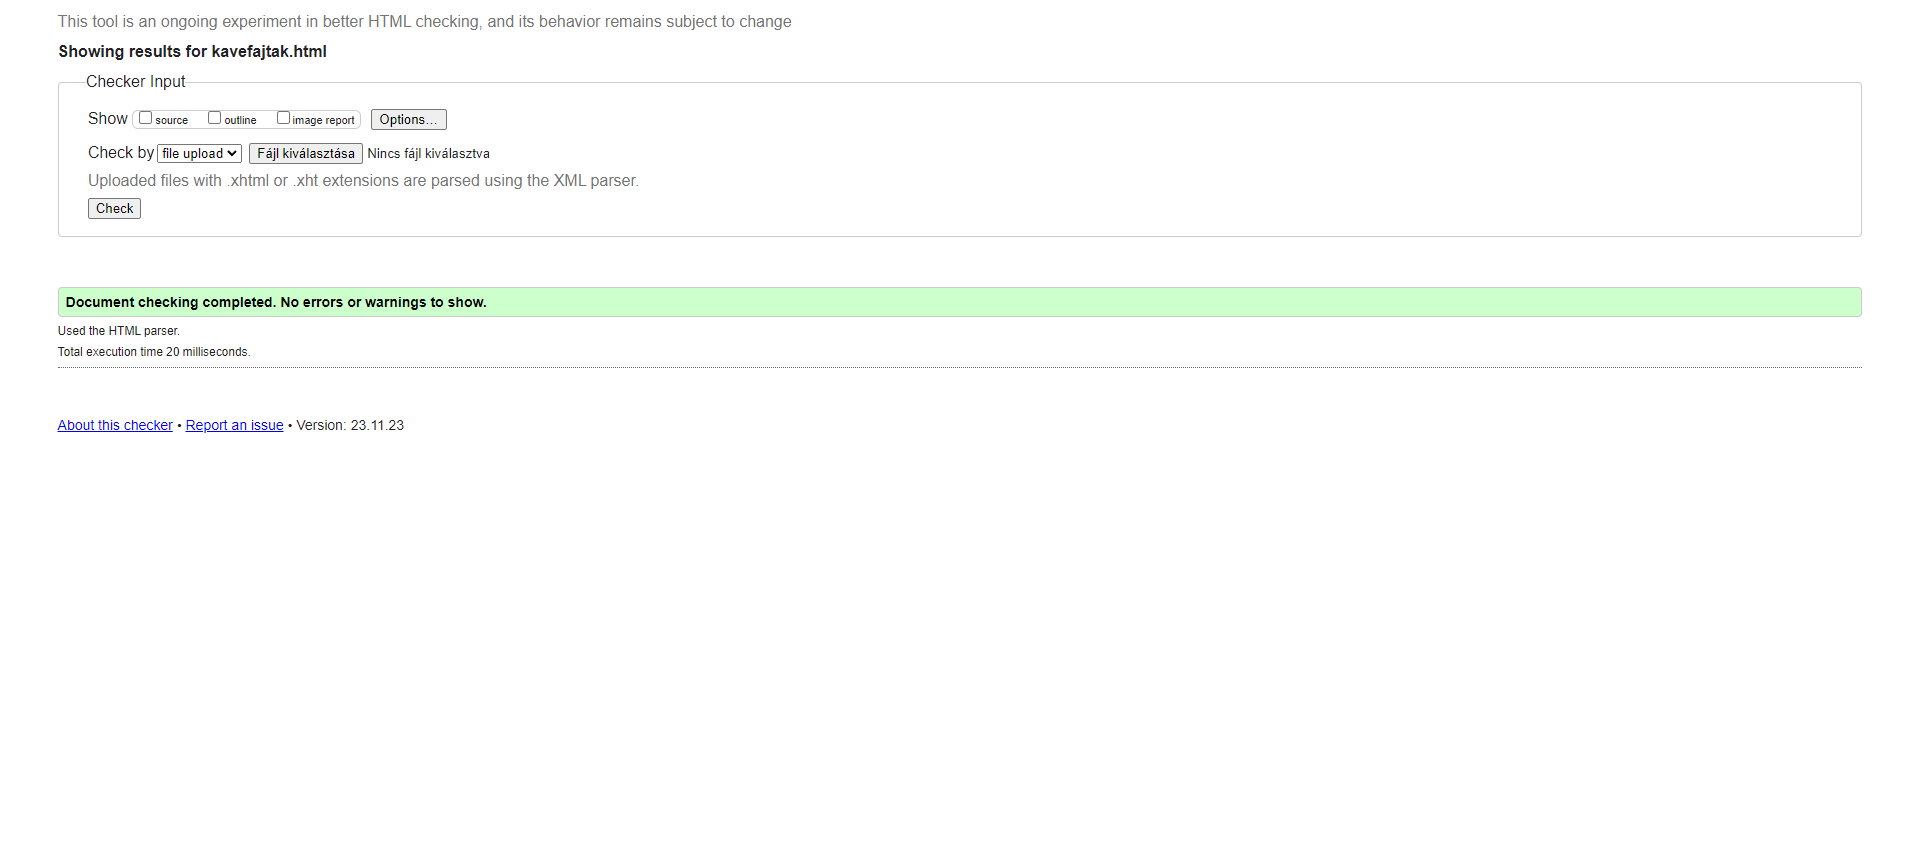 This tool is an ongoing experiment in better HTML checking, and its behavior remains subject to change
Showing results for kavefajtak.html
Checker Input
Show source outline image report Options...
Check by file upload Fájl kiválasztása Nincs fájl kiválasztva
Uploaded files with .xhtml or .xht extensions are parsed using the XML parser.
Check
Document checking completed. No errors or warnings to show.
Used the HTML parser.
Total execution time 20 milliseconds.
About this checker • Report an issue • Version: 23.11.23